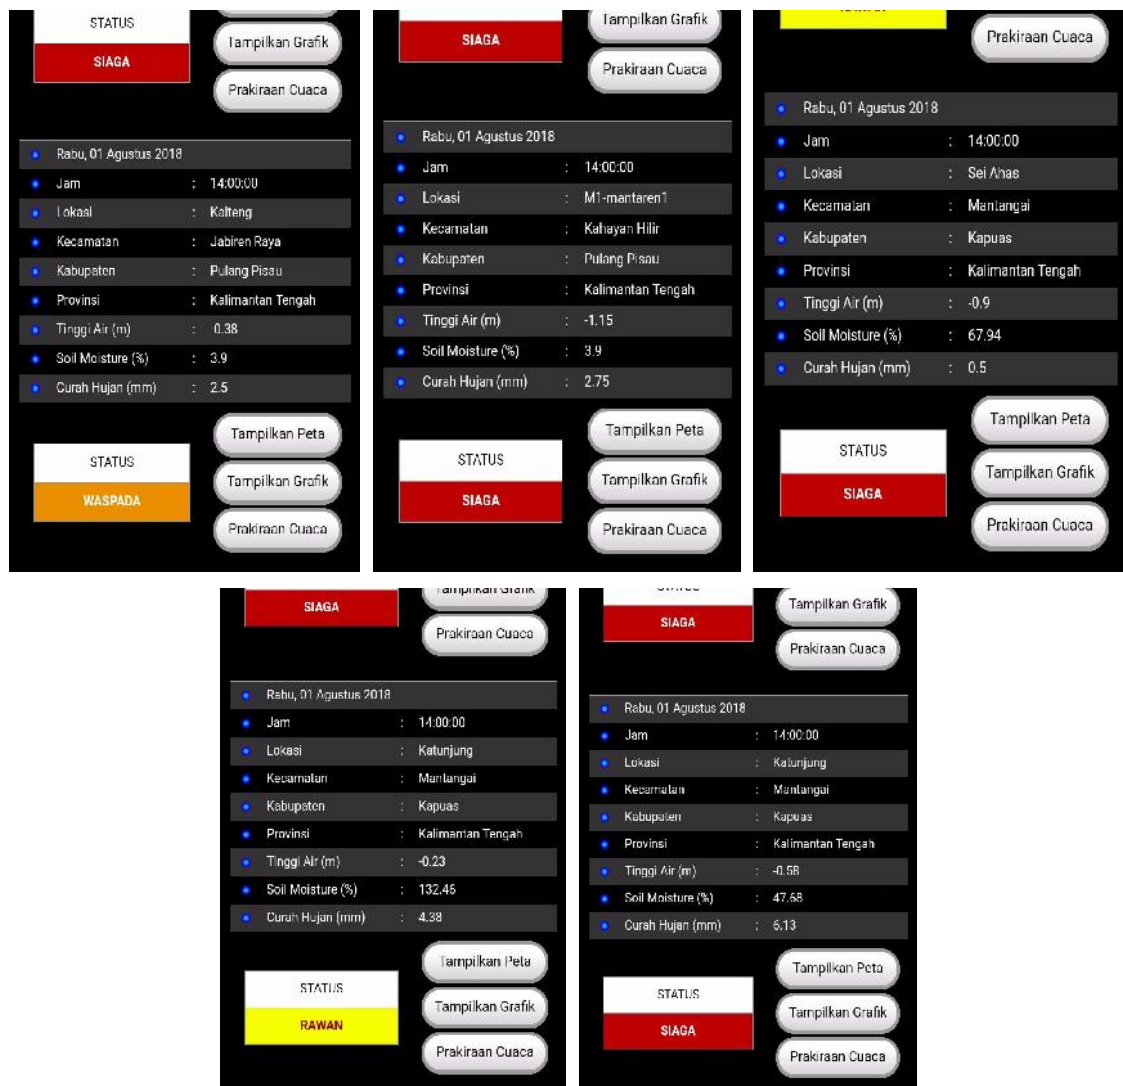 STATUS
SIAGA
Tampilkan Grafik
Prakiraan Cuaca
Rabu, 01 Agustus 2018
Jam : 14:00:00
Lokasi : Kalteng
Kecamatan : Jabiren Raya
Kabupaten : Pulang Pisau
Provinsi : Kalimantan Tengah
Tinggi Air (m) : 0.38
Soil Moisture (%) : 3.9
Curah Hujan (mm) : 2.5
STATUS
WASPADA
Tampilkan Peta
Tampilkan Grafik
Prakiraan Cuaca
SIAGA
Tampilkan Grafik
Prakiraan Cuaca
Rabu, 01 Agustus 2018
Jam : 14:00:00
Lokasi : M1-mantaren1
Kecamatan : Kahayan Hilir
Kabupaten : Pulang Pisau
Provinsi : Kalimantan Tengah
Tinggi Air (m) : -1.15
Soil Moisture (%) : 3.9
Curah Hujan (mm) : 2.75
STATUS
SIAGA
Tampilkan Peta
Tampilkan Grafik
Prakiraan Cuaca
Prakiraan Cuaca
Rabu, 01 Agustus 2018
Jam : 14:00:00
Lokasi : Sei Ahas
Kecamatan : Mantangai
Kabupaten : Kapuas
Provinsi : Kalimantan Tengah
Tinggi Air (m) : -0.9
Soil Moisture (%) : 67.94
Curah Hujan (mm) : 0.5
STATUS
SIAGA
Tampilkan Peta
Tampilkan Grafik
Prakiraan Cuaca
SIAGA
Tampilkan Grafik
Prakiraan Cuaca
Rabu, 01 Agustus 2018
Jam : 14:00:00
Lokasi : Katunjung
Kecamatan : Mantangai
Kabupaten : Kapuas
Provinsi : Kalimantan Tengah
Tinggi Air (m) : -0.23
Soil Moisture (%) : 132.46
Curah Hujan (mm) : 4.38
STATUS
RAWAN
Tampilkan Peta
Tampilkan Grafik
Prakiraan Cuaca
STATUS
SIAGA
Tampilkan Grafik
Prakiraan Cuaca
Rabu, 01 Agustus 2018
Jam : 14:00:00
Lokasi : Katunjung
Kecamatan : Mantangai
Kabupaten : Kapuas
Provinsi : Kalimantan Tengah
Tinggi Air (m) : -0.58
Soil Moisture (%) : 47.68
Curah Hujan (mm) : 6.13
STATUS
SIAGA
Tampilkan Peta
Tampilkan Grafik
Prakiraan Cuaca